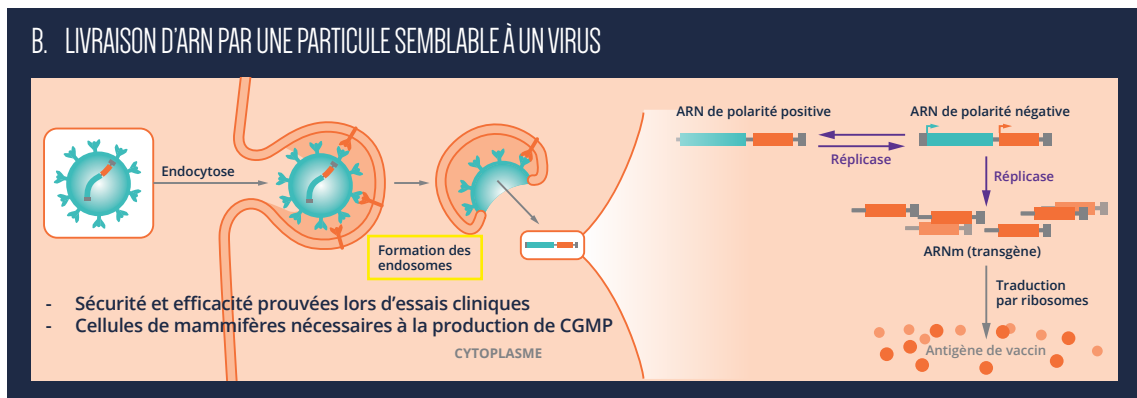 B. LIVRAISON D'ARN PAR UNE PARTICULE SEMBLABLE À UN VIRUS
Endocytose
Formation des
endosomes
- Sécurité et efficacité prouvées lors d'essais cliniques
- Cellules de mammifères nécessaires à la production de CGMP
CYTOPLASME
ARN de polarité positive
ARN de polarité négative
Réplicase
Réplicase
ARNm (transgène)
Traduction
par ribosomes
Antigène de vaccin